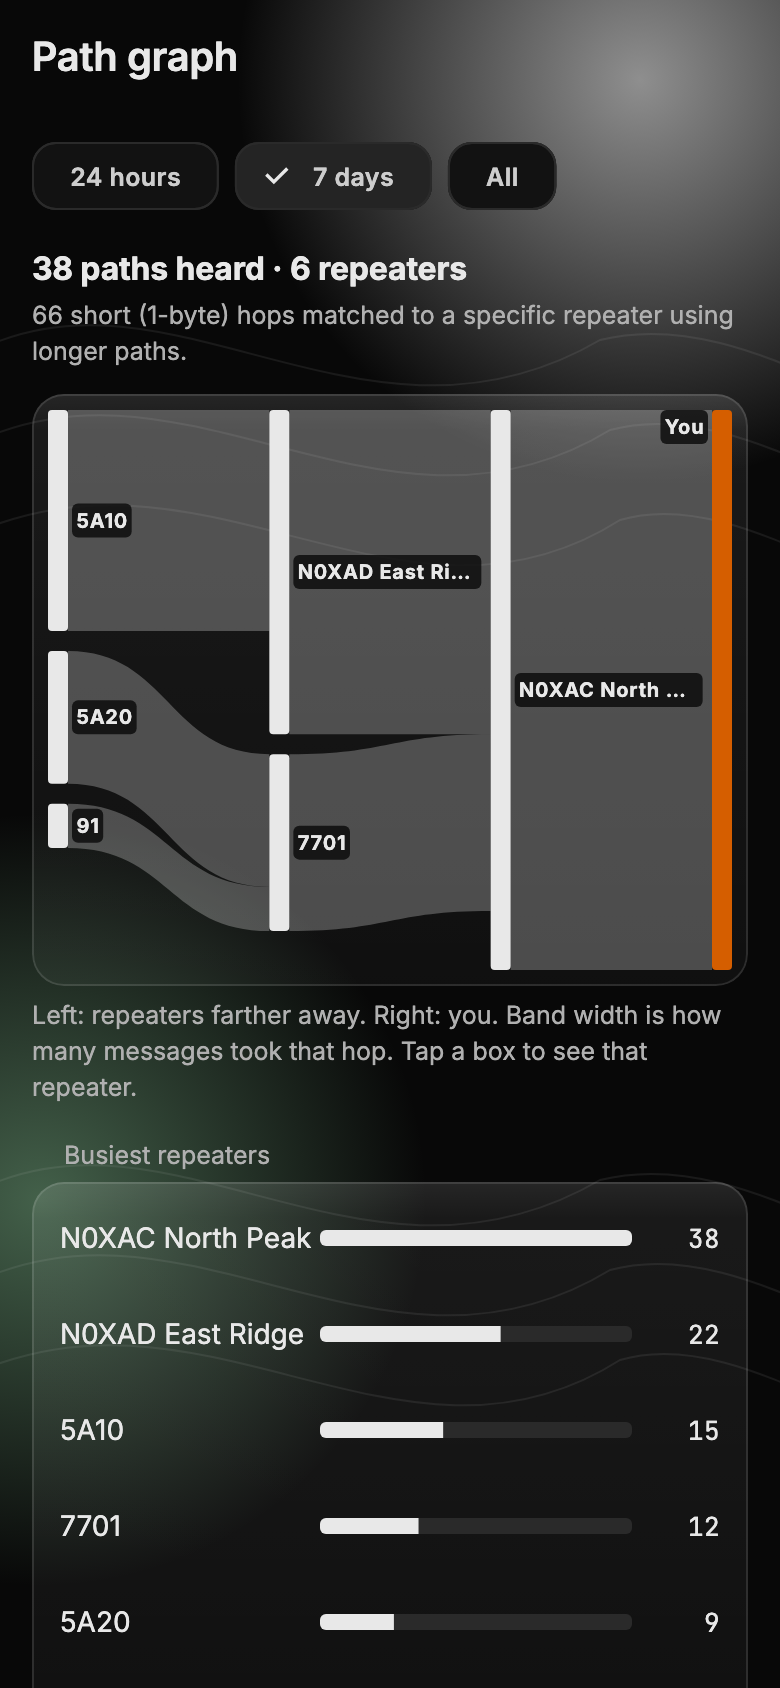 Path graph
24 hours
7 days
All
38 paths heard · 6 repeaters
66 short (1-byte) hops matched to a specific repeater using
longer paths.
You
5A10
N0XAD East Ri...
N0XAC North ...
5A20
91
7701
Left: repeaters farther away. Right: you. Band width is how
many messages took that hop. Tap a box to see that
repeater.
Busiest repeaters
N0XAC North Peak 38
N0XAD East Ridge 22
5A10 15
7701 12
5A20 9